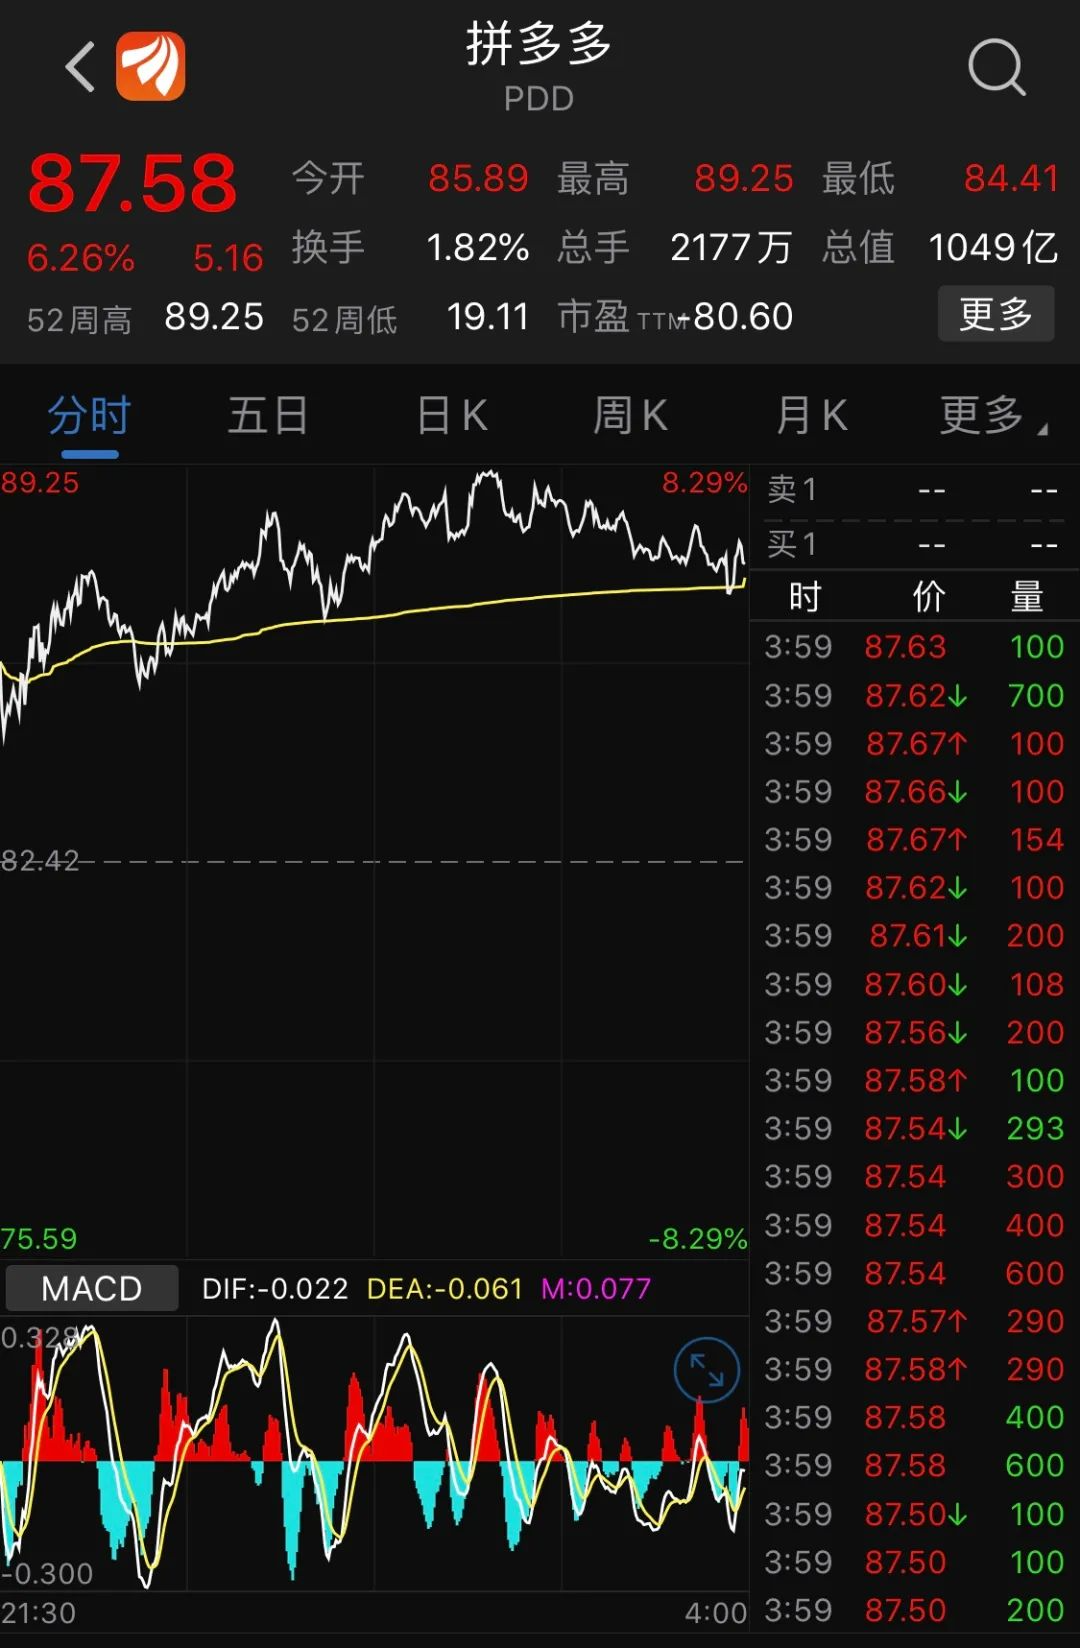 拼多多
PDD
87.58 今开 85.89 最高 89.25 最低 84.41
6.26% 5.16 换手 1.82% 总手 2177万 总值 1049亿
52周高 89.25 52周低 19.11 市盈TTM -80.60 更多
分时 五日 日K 周K 月K 更多
89.25 8.29% 卖1 -- --
买1 -- --
时 价 量
3:59 87.63 100
3:59 87.62↓ 700
3:59 87.67↑ 100
3:59 87.66↓ 100
3:59 87.67↑ 154
82.42
3:59 87.62↓ 100
3:59 87.61↓ 200
3:59 87.60↓ 108
3:59 87.56↓ 200
3:59 87.58↑ 100
3:59 87.54↓ 293
3:59 87.54 300
3:59 87.54 400
75.59 -8.29%
3:59 87.54 600
MACD DIF:-0.022 DEA:-0.061 M:0.077
3:59 87.57↑ 290
0.328
3:59 87.58↑ 290
3:59 87.58 400
3:59 87.58 600
3:59 87.50↓ 100
3:59 87.50 100
-0.300
3:59 87.50 200
21:30 4:00